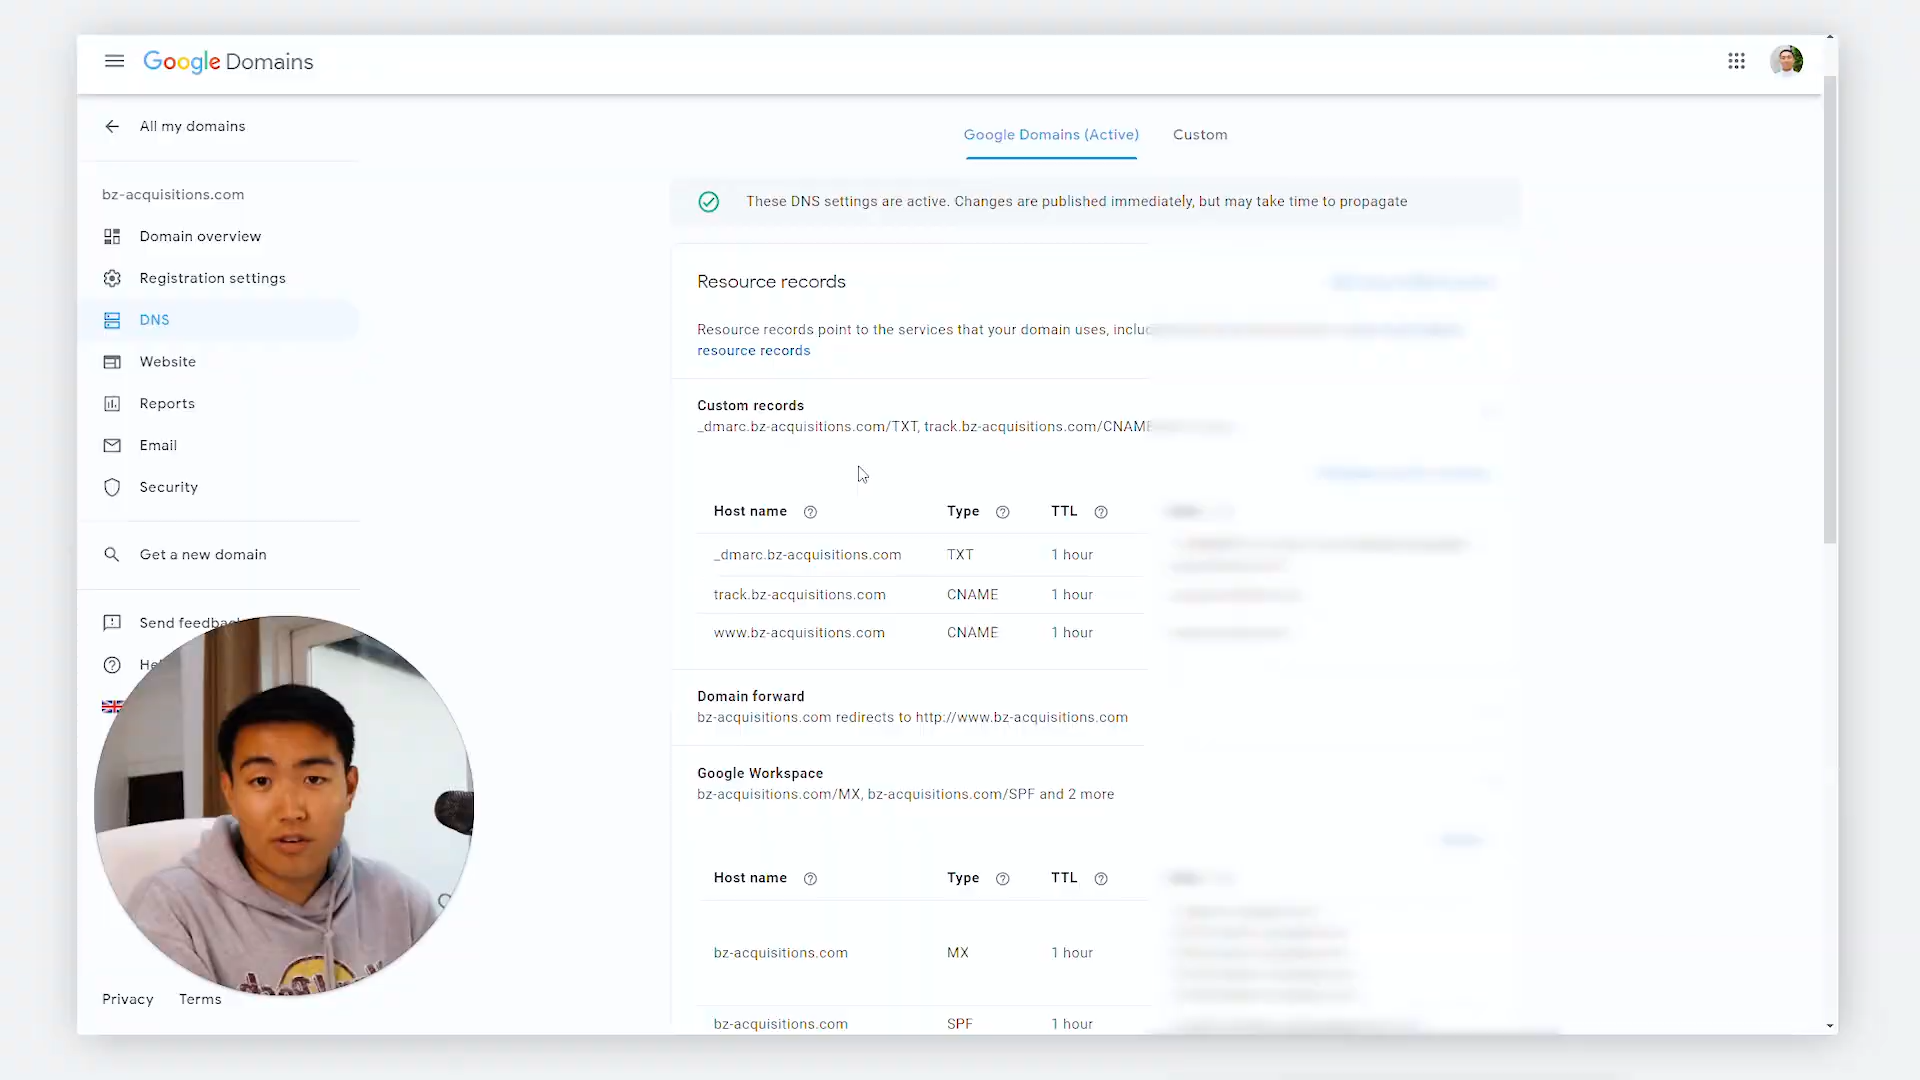 Google Domains
All my domains
bz-acquisitions.com
Domain overview
Registration settings
DNS
Website
Reports
Email
Security
Get a new domain
Send feedba
He
Privacy Terms
Google Domains (Active) Custom
These DNS settings are active. Changes are published immediately, but may take time to propagate
Resource records
Resource records point to the services that your domain uses, inclu
resource records
Custom records
_dmarc.bz-acquisitions.com/TXT, track.bz-acquisitions.com/CNAME
Host name Type TTL
_dmarc.bz-acquisitions.com TXT 1 hour
track.bz-acquisitions.com CNAME 1 hour
www.bz-acquisitions.com CNAME 1 hour
Domain forward
bz-acquisitions.com redirects to http://www.bz-acquisitions.com
Google Workspace
bz-acquisitions.com/MX, bz-acquisitions.com/SPF and 2 more
Host name Type TTL
bz-acquisitions.com MX 1 hour
bz-acquisitions.com SPF 1 hour